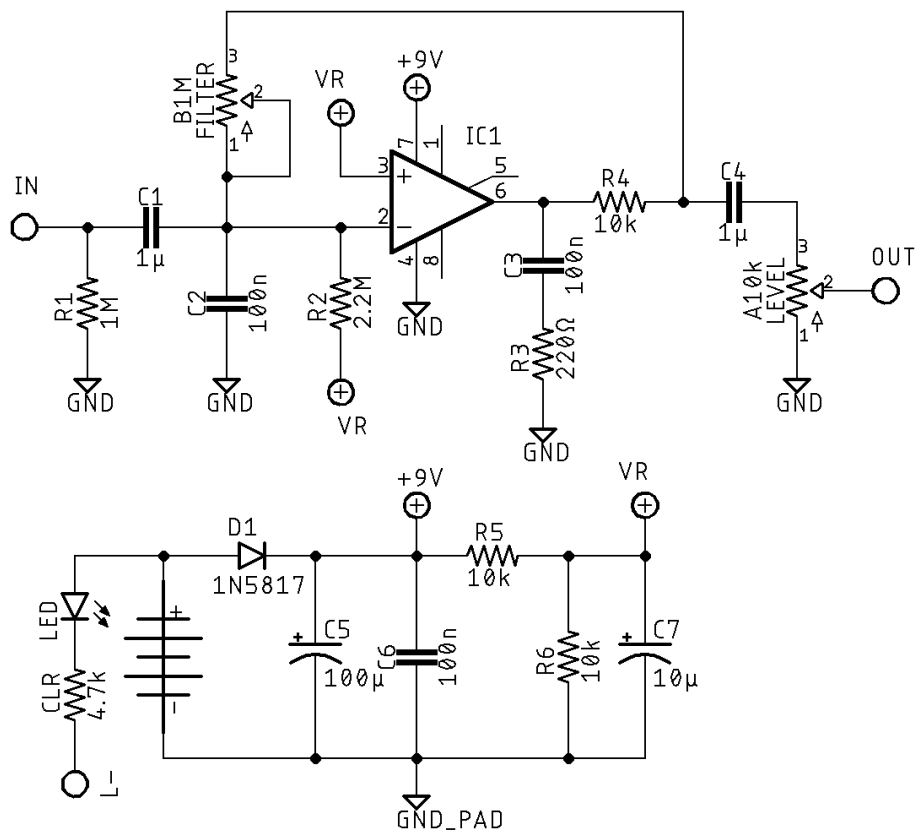 +9V
VR
3
B1M
FILTER
2
1
7
1
IC1
3
+
2
-
5
6
4
8
IN
C1
1µ
R1
1M
GND
C2
100n
GND
R2
2.2M
VR
GND
C3
100n
R3
220Ω
GND
R4
10k
C4
1µ
3
A10k
LEVEL
2
1
OUT
GND
+9V
VR
D1
1N5817
R5
10k
LED
CLR
4.7k
L-
+
-
+
C5
100µ
C6
100n
R6
10k
+
C7
10µ
GND_PAD